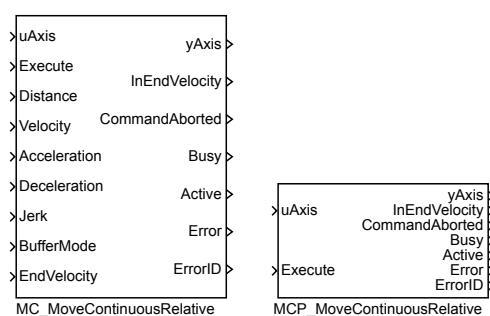 uAxis
Execute
Distance
Velocity
Acceleration
Deceleration
Jerk
BufferMode
EndVelocity
yAxis
InEndVelocity
CommandAborted
Busy
Active
Error
ErrorID
MC_MoveContinuousRelative
uAxis
Execute
yAxis
InEndVelocity
CommandAborted
Busy
Active
Error
ErrorID
MCP_MoveContinuousRelative